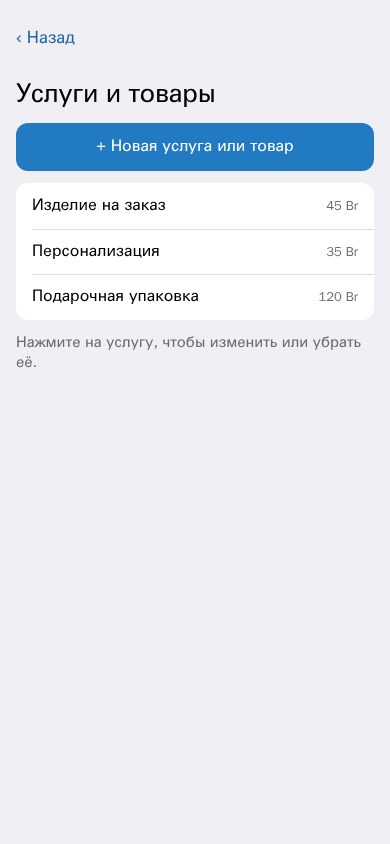 ‹ Назад
Услуги и товары
+ Новая услуга или товар
Изделие на заказ 45 Br
Персонализация 35 Br
Подарочная упаковка 120 Br
Нажмите на услугу, чтобы изменить или убрать
её.